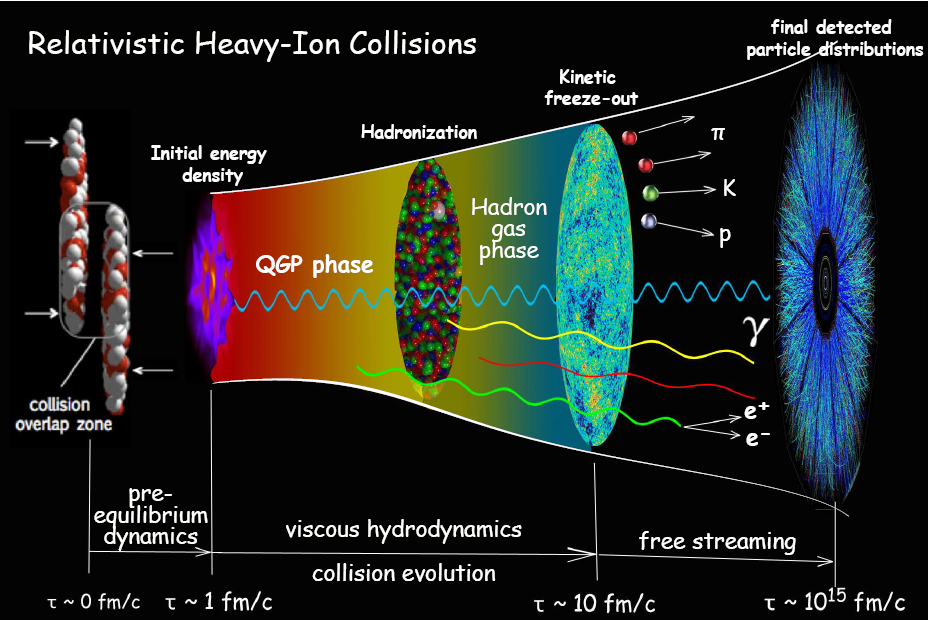 Relativistic Heavy-Ion Collisions
final detected
particle distributions
Kinetic
freeze-out
Hadronization
Initial energy
density
π
K
p
Hadron
gas
phase
QGP phase
γ
collision
overlap zone
e+
e−
pre-
equilibrium
dynamics
viscous hydrodynamics
collision evolution
free streaming
τ ~ 0 fm/c
τ ~ 1 fm/c
τ ~ 10 fm/c
τ ~ 10¹⁵ fm/c